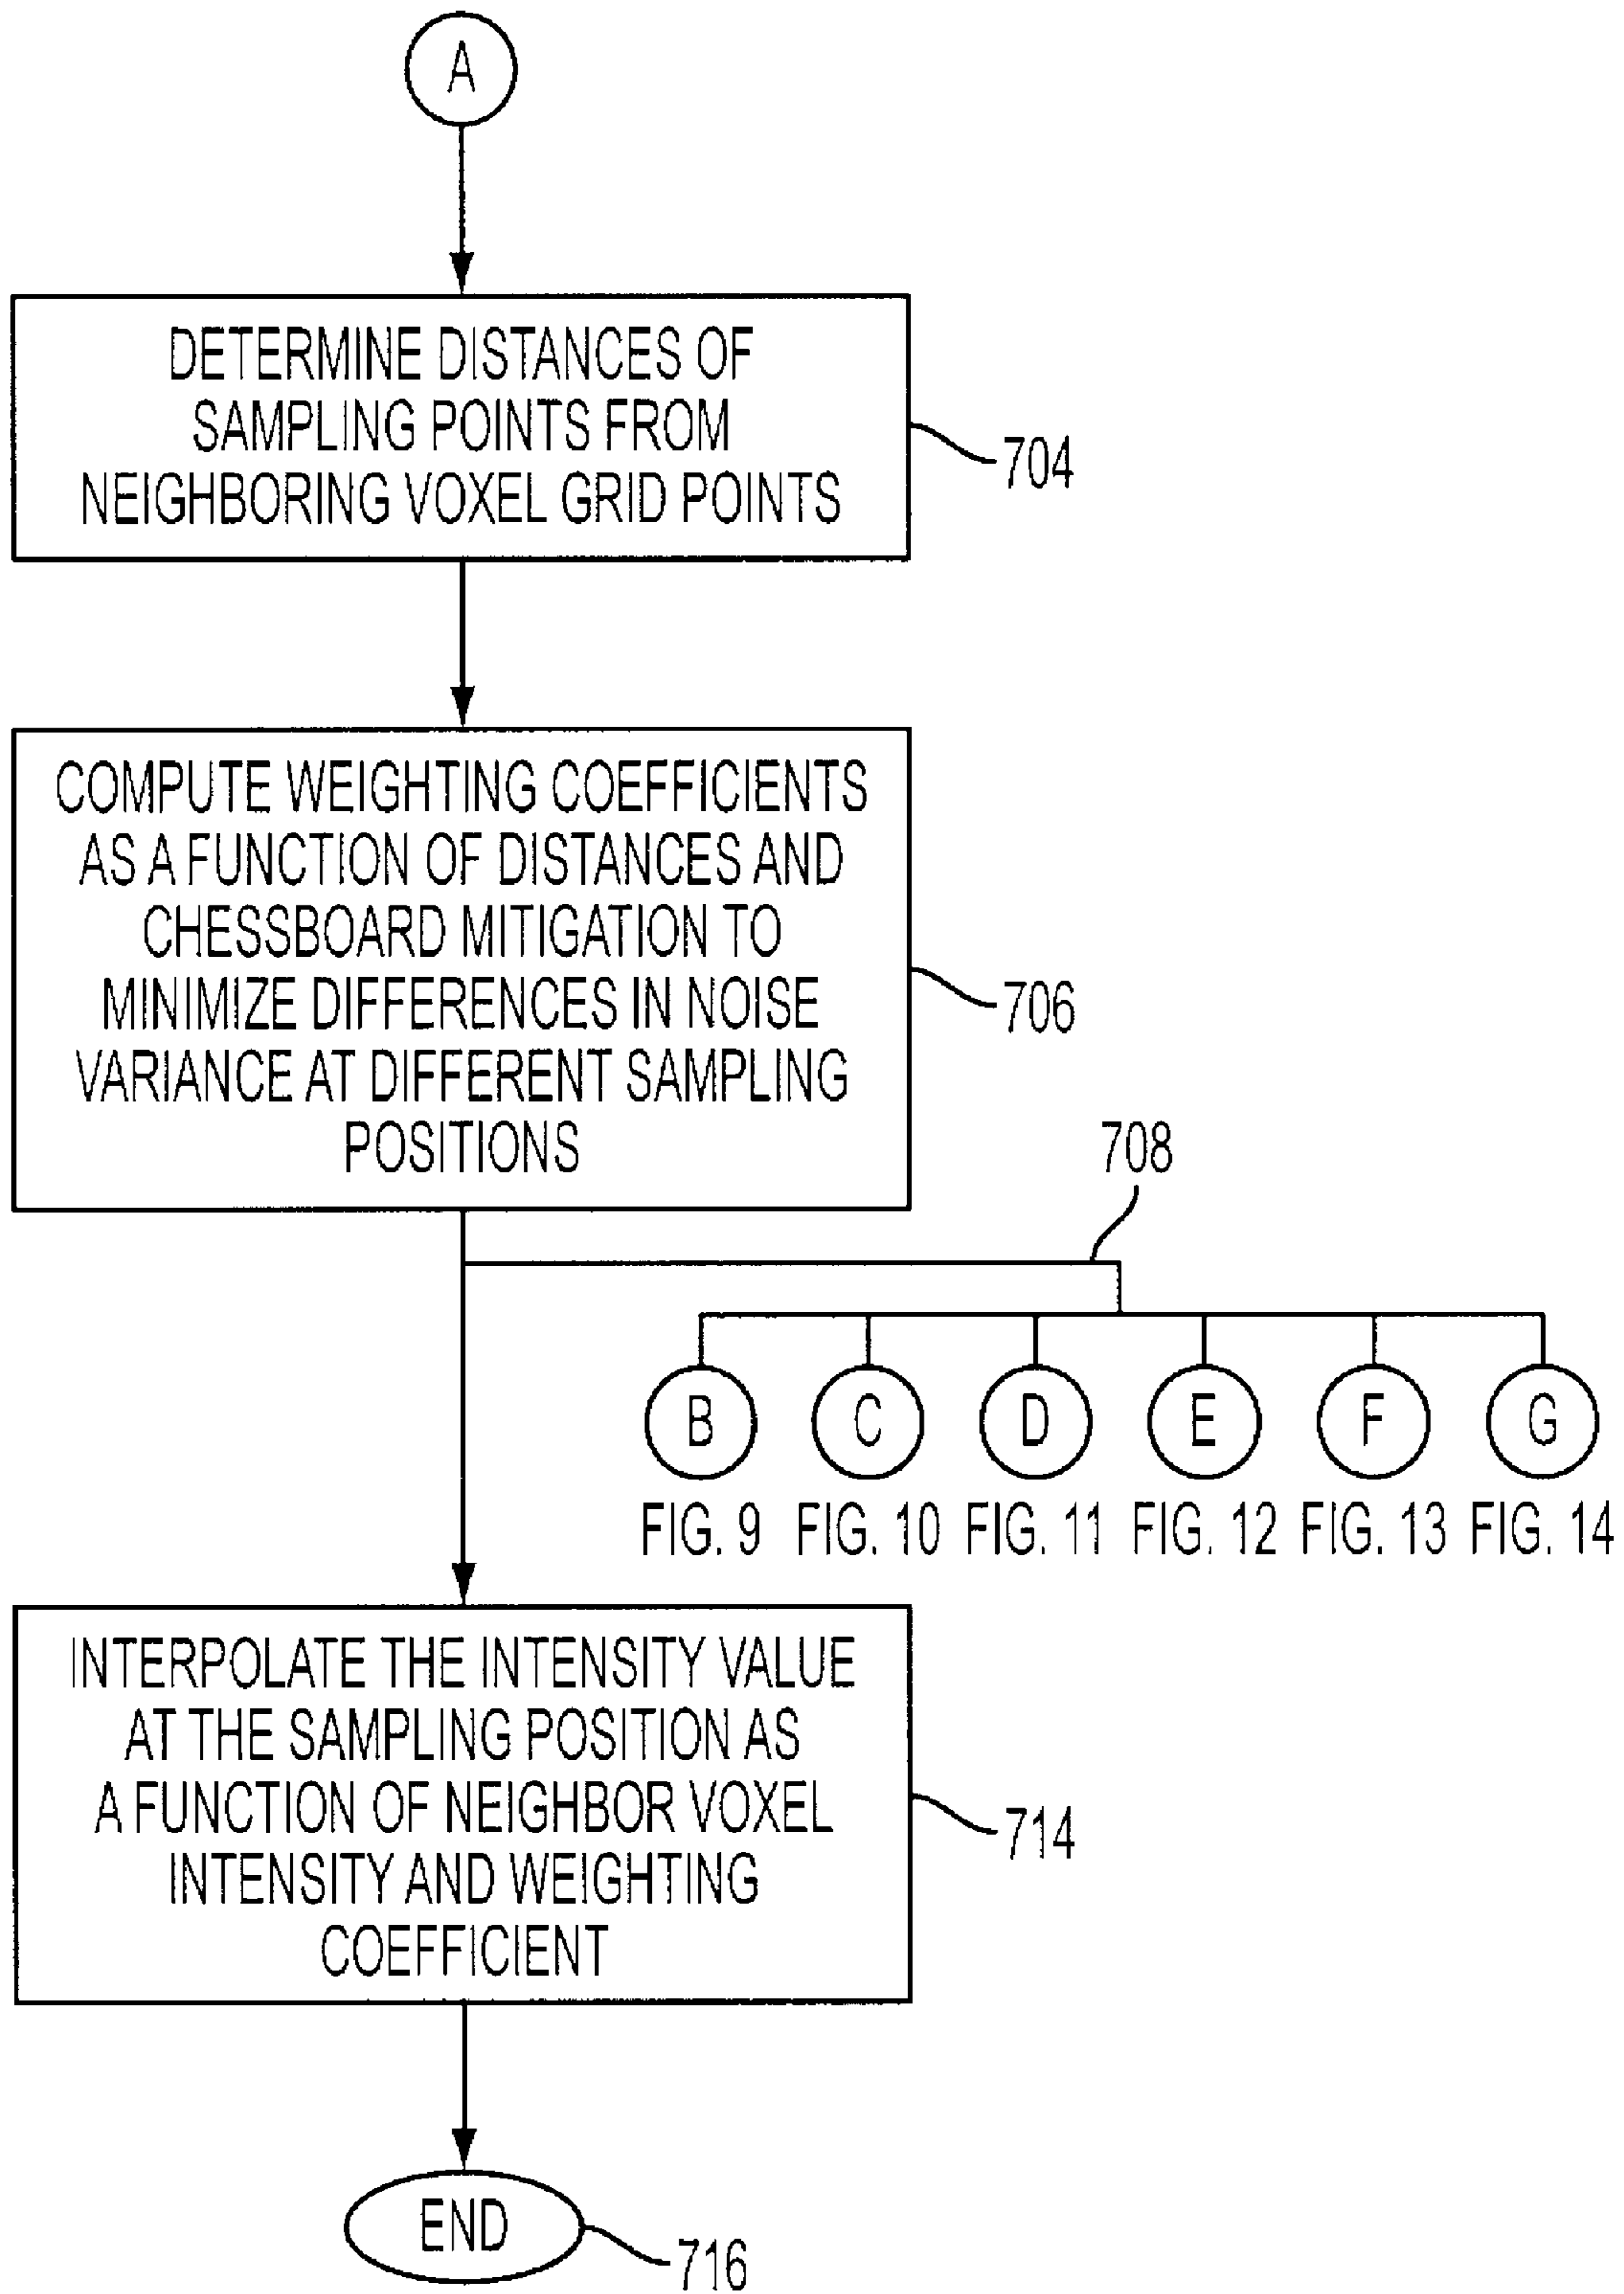 A
DETERMINE DISTANCES OF
SAMPLING POINTS FROM
NEIGHBORING VOXEL GRID POINTS
704
COMPUTE WEIGHTING COEFFICIENTS
AS A FUNCTION OF DISTANCES AND
CHESSBOARD MITIGATION TO
MINIMIZE DIFFERENCES IN NOISE
VARIANCE AT DIFFERENT SAMPLING
POSITIONS
706
708
B C D E F G
FIG. 9 FIG. 10 FIG. 11 FIG. 12 FIG. 13 FIG. 14
INTERPOLATE THE INTENSITY VALUE
AT THE SAMPLING POSITION AS
A FUNCTION OF NEIGHBOR VOXEL
INTENSITY AND WEIGHTING
COEFFICIENT
714
END
716